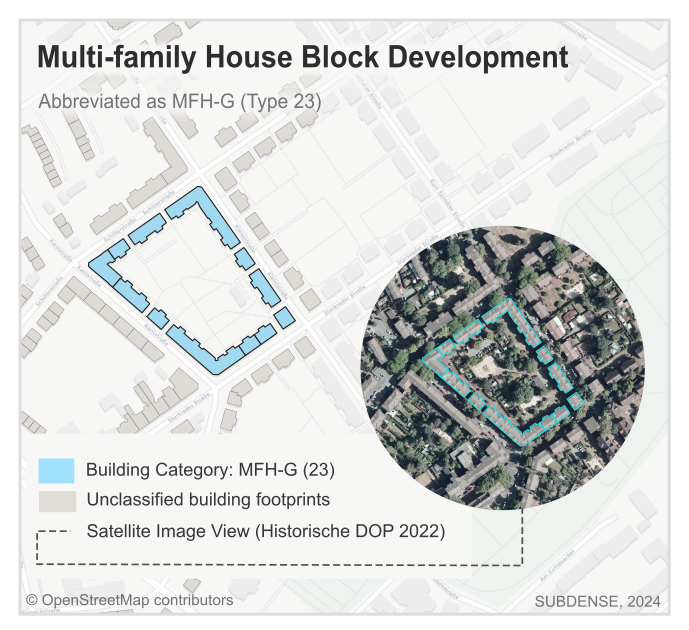 Multi-family House Block Development
Abbreviated as MFH-G (Type 23)
Building Category: MFH-G (23)
Unclassified building footprints
Satellite Image View (Historische DOP 2022)
© OpenStreetMap contributors
SUBDENSE, 2024